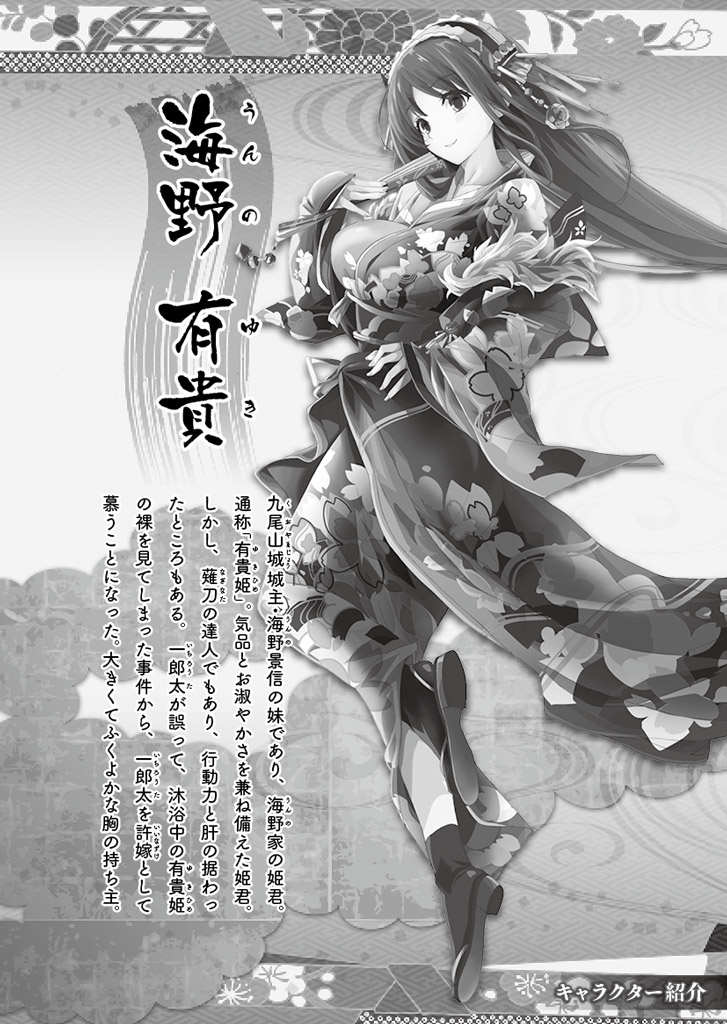 海野 有貴
うんの ゆき
九尾山城城主・海野景信の妹であり、海野家の姫君。
通称「有貴姫」。気品とお淑やかさを兼ね備えた姫君。
しかし、薙刀の達人でもあり、行動力と肝の据わっ
たところもある。一郎太が誤って、沐浴中の有貴姫
の裸を見てしまった事件から、一郎太を許嫁として
慕うことになった。大きくてふくよかな胸の持ち主。
キャラクター紹介